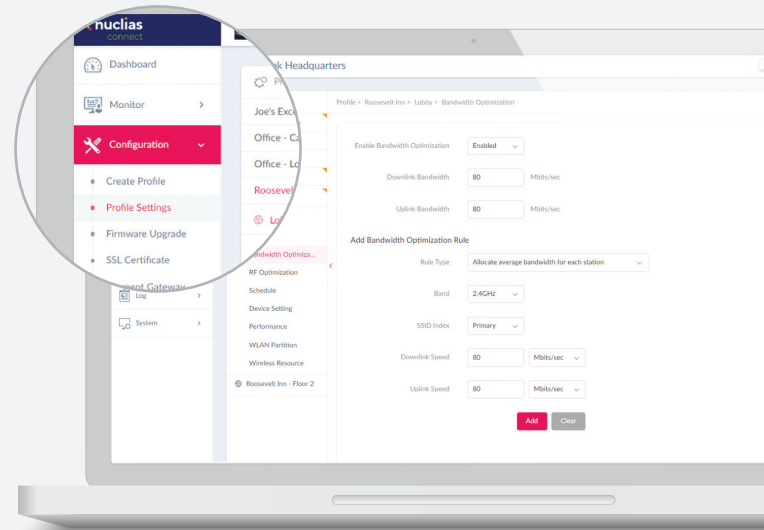 nuclias
connect
Dashboard
Monitor
Configuration
Create Profile
Profile Settings
Firmware Upgrade
SSL Certificate
Gateway
Log
System
Headquarters
Joe's
Office -
Office -
Bandwidth Optimiza...
RF Optimization
Schedule
Device Setting
Performance
WLAN Partition
Wireless Resource
Roosevelt Inn - Floor 2
Profile > Roosevelt Inn > Lobby > Bandwidth Optimization
Enable Bandwidth Optimization Enabled
Downlink Bandwidth 80 Mbits/sec
Uplink Bandwidth 80 Mbits/sec
Add Bandwidth Optimization Rule
Rule Type Allocate average bandwidth for each station
Band 2.4GHz
SSID Index Primary
Downlink Speed 80 Mbits/sec
Uplink Speed 80 Mbits/sec
Add Clear